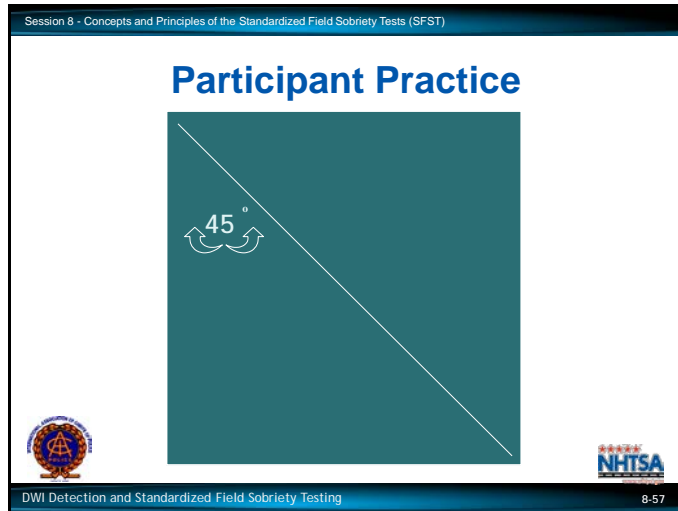 Session 8 - Concepts and Principles of the Standardized Field Sobriety Tests (SFST)
Participant Practice
45°
NHTSA
DWI Detection and Standardized Field Sobriety Testing
8-57